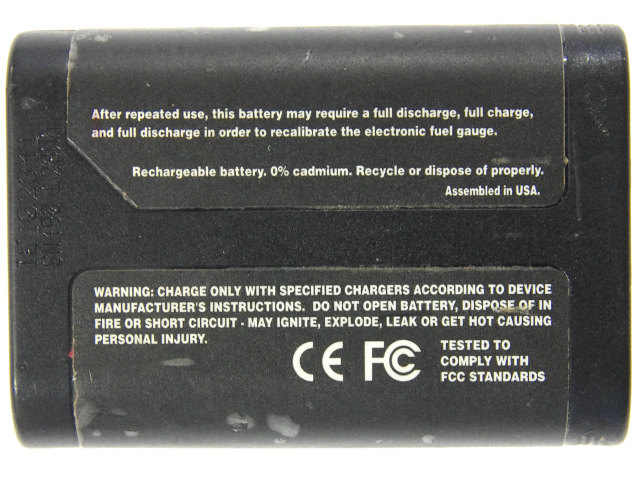 After repeated use, this battery may require a full discharge, full charge,
and full discharge in order to recalibrate the electronic fuel gauge.
Rechargeable battery. 0% cadmium. Recycle or dispose of properly.
Assembled in USA.
WARNING: CHARGE ONLY WITH SPECIFIED CHARGERS ACCORDING TO DEVICE
MANUFACTURER'S INSTRUCTIONS. DO NOT OPEN BATTERY, DISPOSE OF IN
FIRE OR SHORT CIRCUIT - MAY IGNITE, EXPLODE, LEAK OR GET HOT CAUSING
PERSONAL INJURY.
CE FC
TESTED TO
COMPLY WITH
FCC STANDARDS